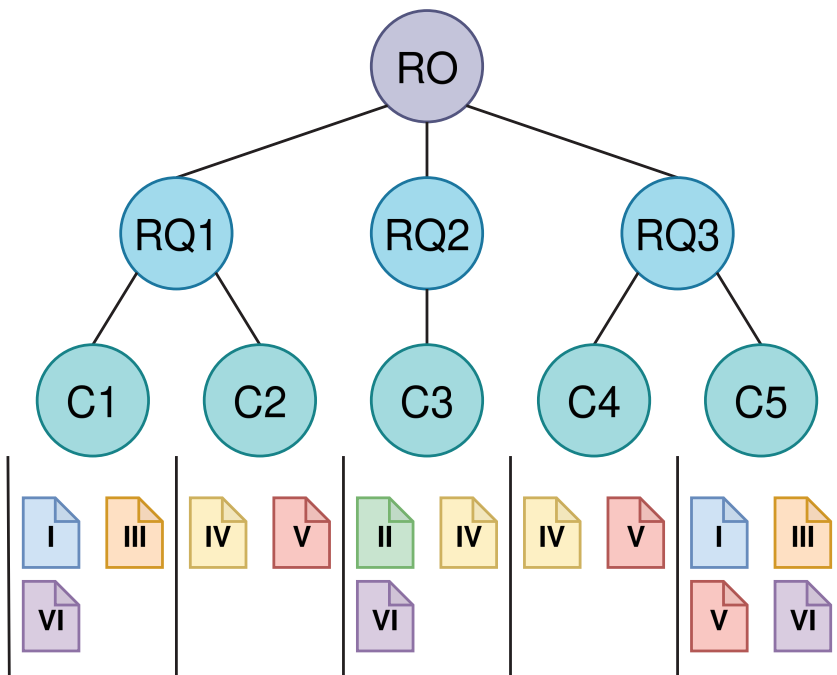 RO
RQ1 RQ2 RQ3
C1 C2 C3 C4 C5
I III IV V II IV IV V I III
VI VI V VI